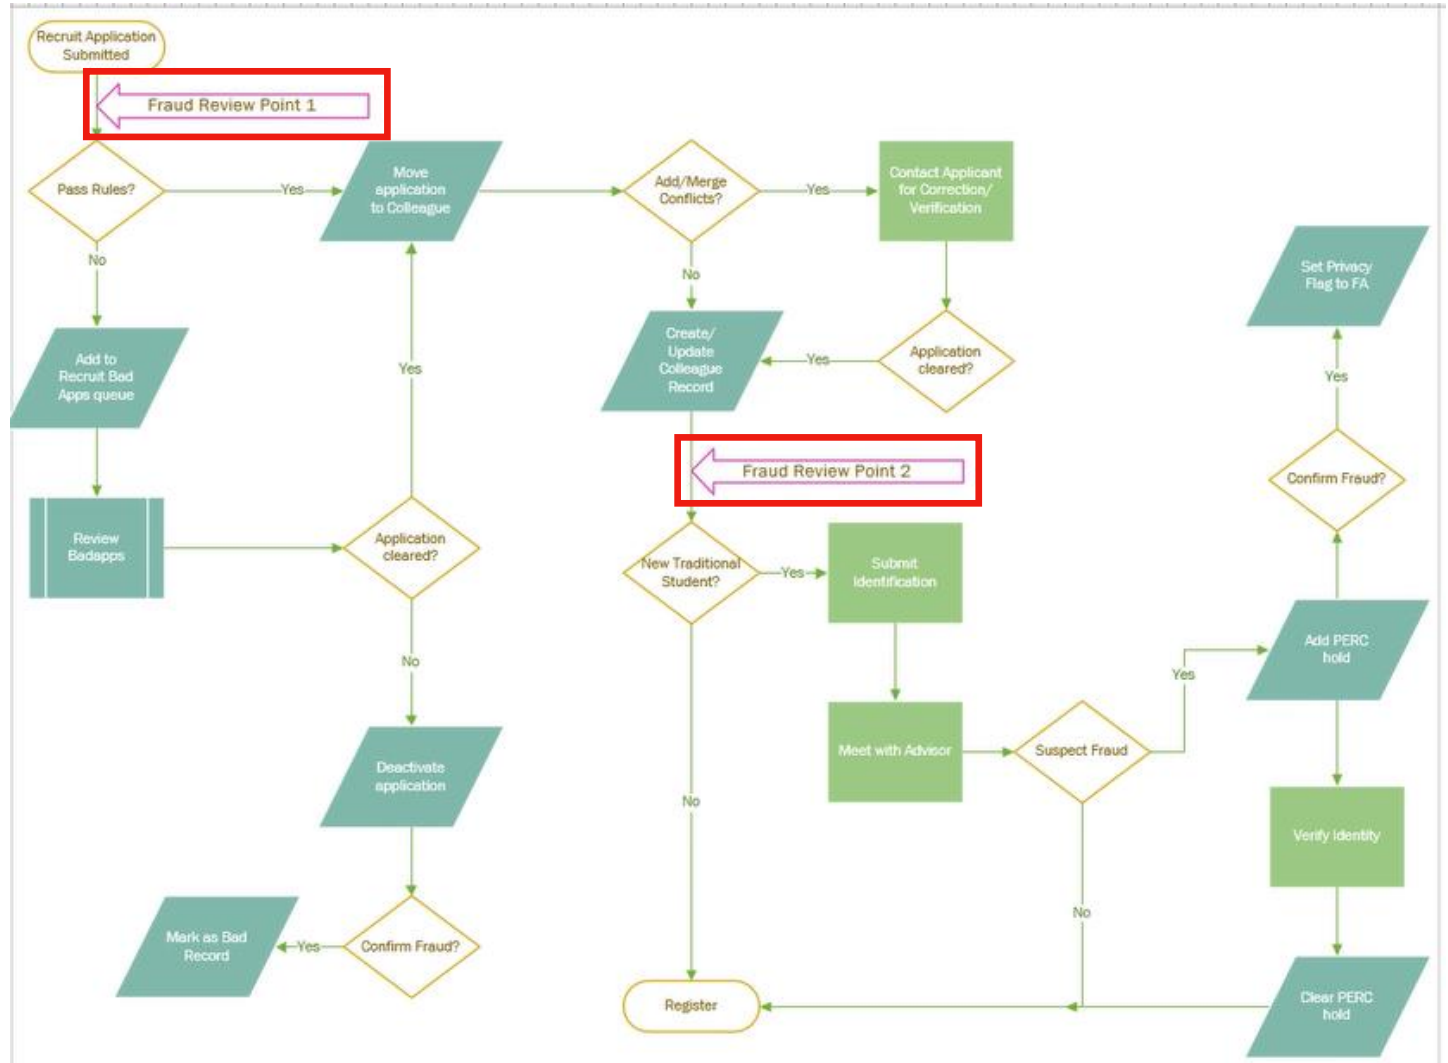 Recruit Application
Submitted
Fraud Review Point 1
Pass Rules?
Yes
Move
application
to Colleague
Add/Merge
Conflicts?
Yes
Contact Applicant
for Correction/
Verification
No
No
Set Privacy
Flag to FA
Add to
Recruit Bad
Apps queue
Yes
Create/
Update
Colleague
Record
Yes
Application
cleared?
Yes
Fraud Review Point 2
Confirm Fraud?
Review
Badapps
Application
cleared?
New Traditional
Student?
Yes
Submit
Identification
No
Add PERC
hold
Yes
Deactivate
application
No
Meet with Advisor
Suspect Fraud
Verify Identity
No
Mark as Bad
Record
Yes
Confirm Fraud?
Register
Clear PERC
hold